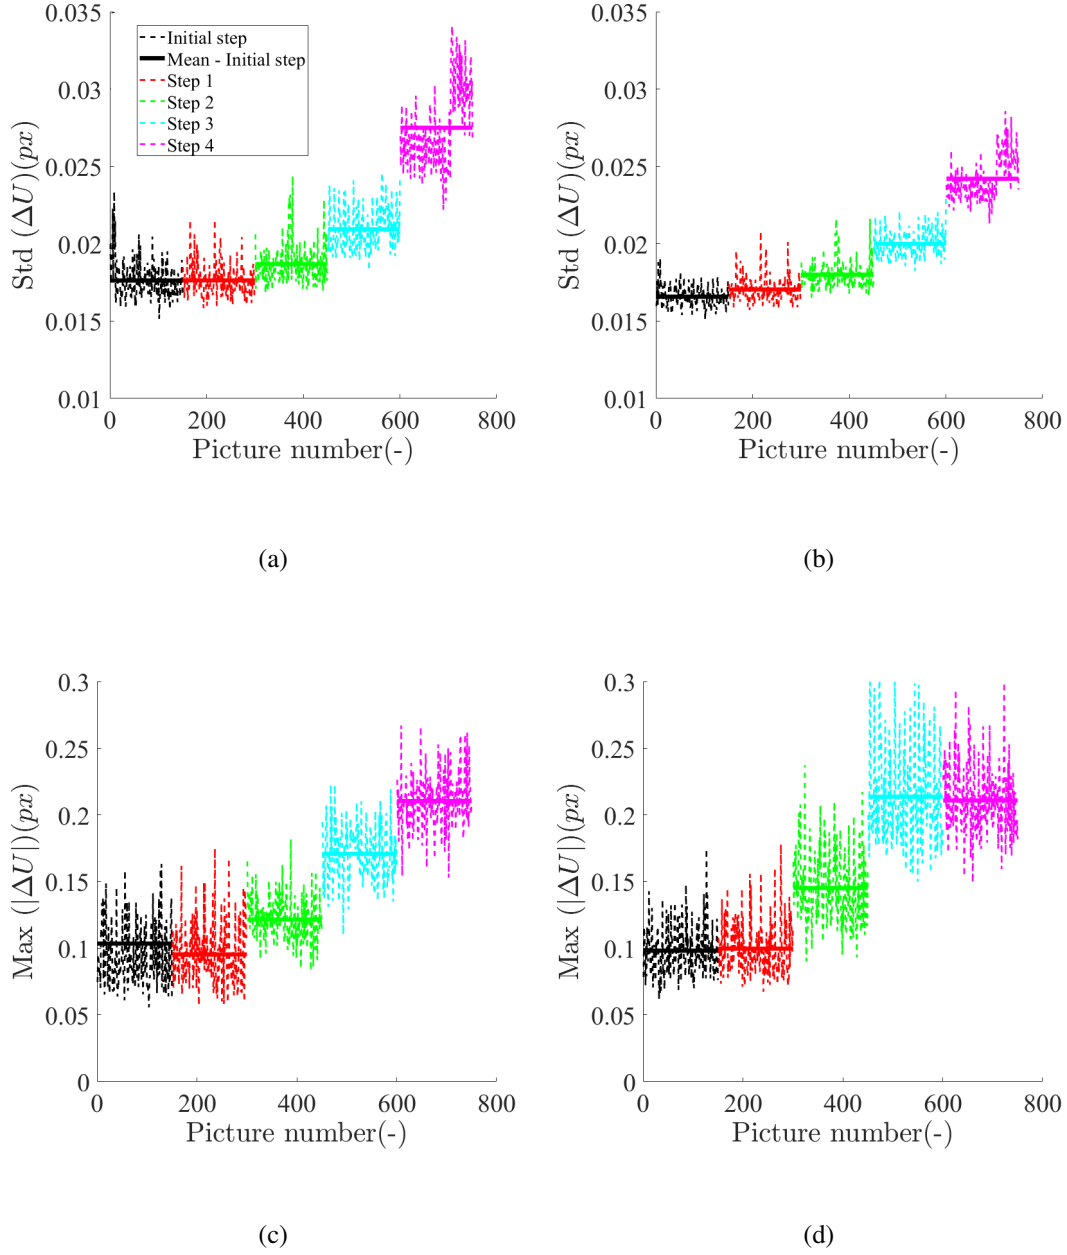 0.035
0.03
0.025
0.02
0.015
0.01
0
200
400
600
800
Std (ΔU)(px)
Picture number(-)
Initial step
Mean - Initial step
Step 1
Step 2
Step 3
Step 4
(a)
0.035
0.03
0.025
0.02
0.015
0.01
0
200
400
600
800
Std (ΔU)(px)
Picture number(-)
(b)
0.3
0.25
0.2
0.15
0.1
0.05
0
0
200
400
600
800
Max (|ΔU|)(px)
Picture number(-)
(c)
0.3
0.25
0.2
0.15
0.1
0.05
0
0
200
400
600
800
Max (|ΔU|)(px)
Picture number(-)
(d)